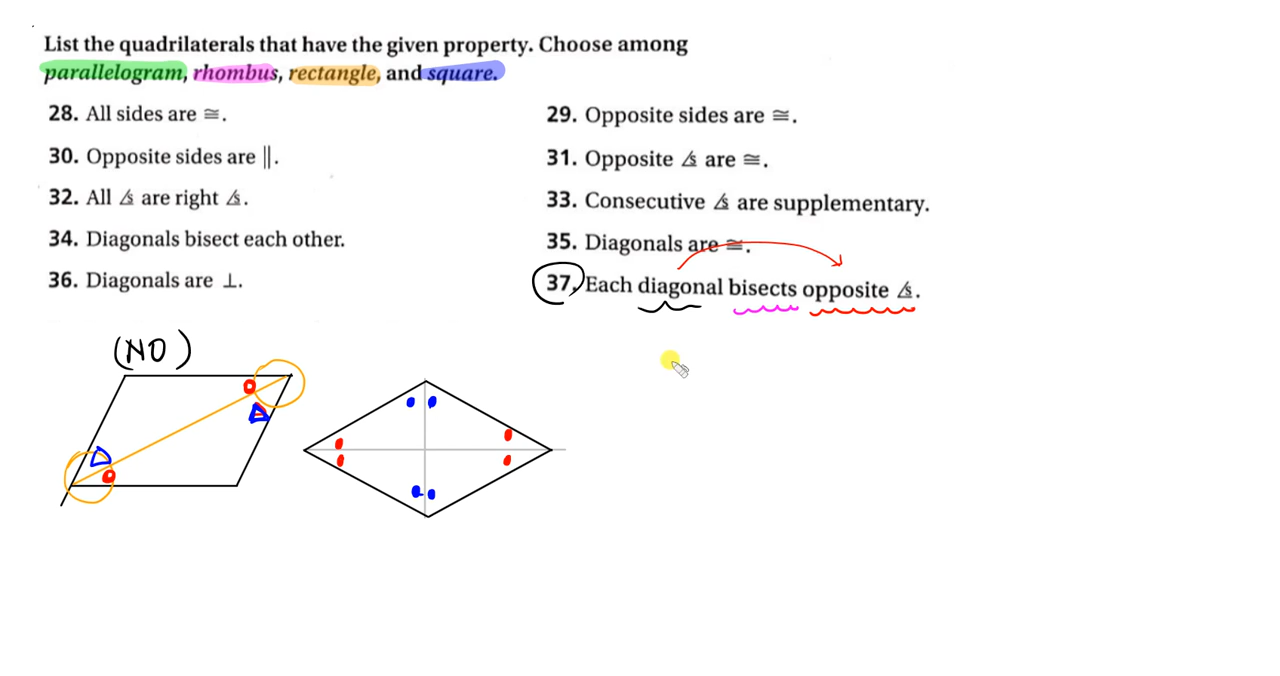 List the quadrilaterals that have the given property. Choose among
parallelogram, rhombus, rectangle, and square.
28. All sides are ≅.
29. Opposite sides are ≅.
30. Opposite sides are ∥.
31. Opposite ∠s are ≅.
32. All ∠s are right ∠s.
33. Consecutive ∠s are supplementary.
34. Diagonals bisect each other.
35. Diagonals are ≅.
36. Diagonals are ⊥.
37. Each diagonal bisects opposite ∠s.
(NO)